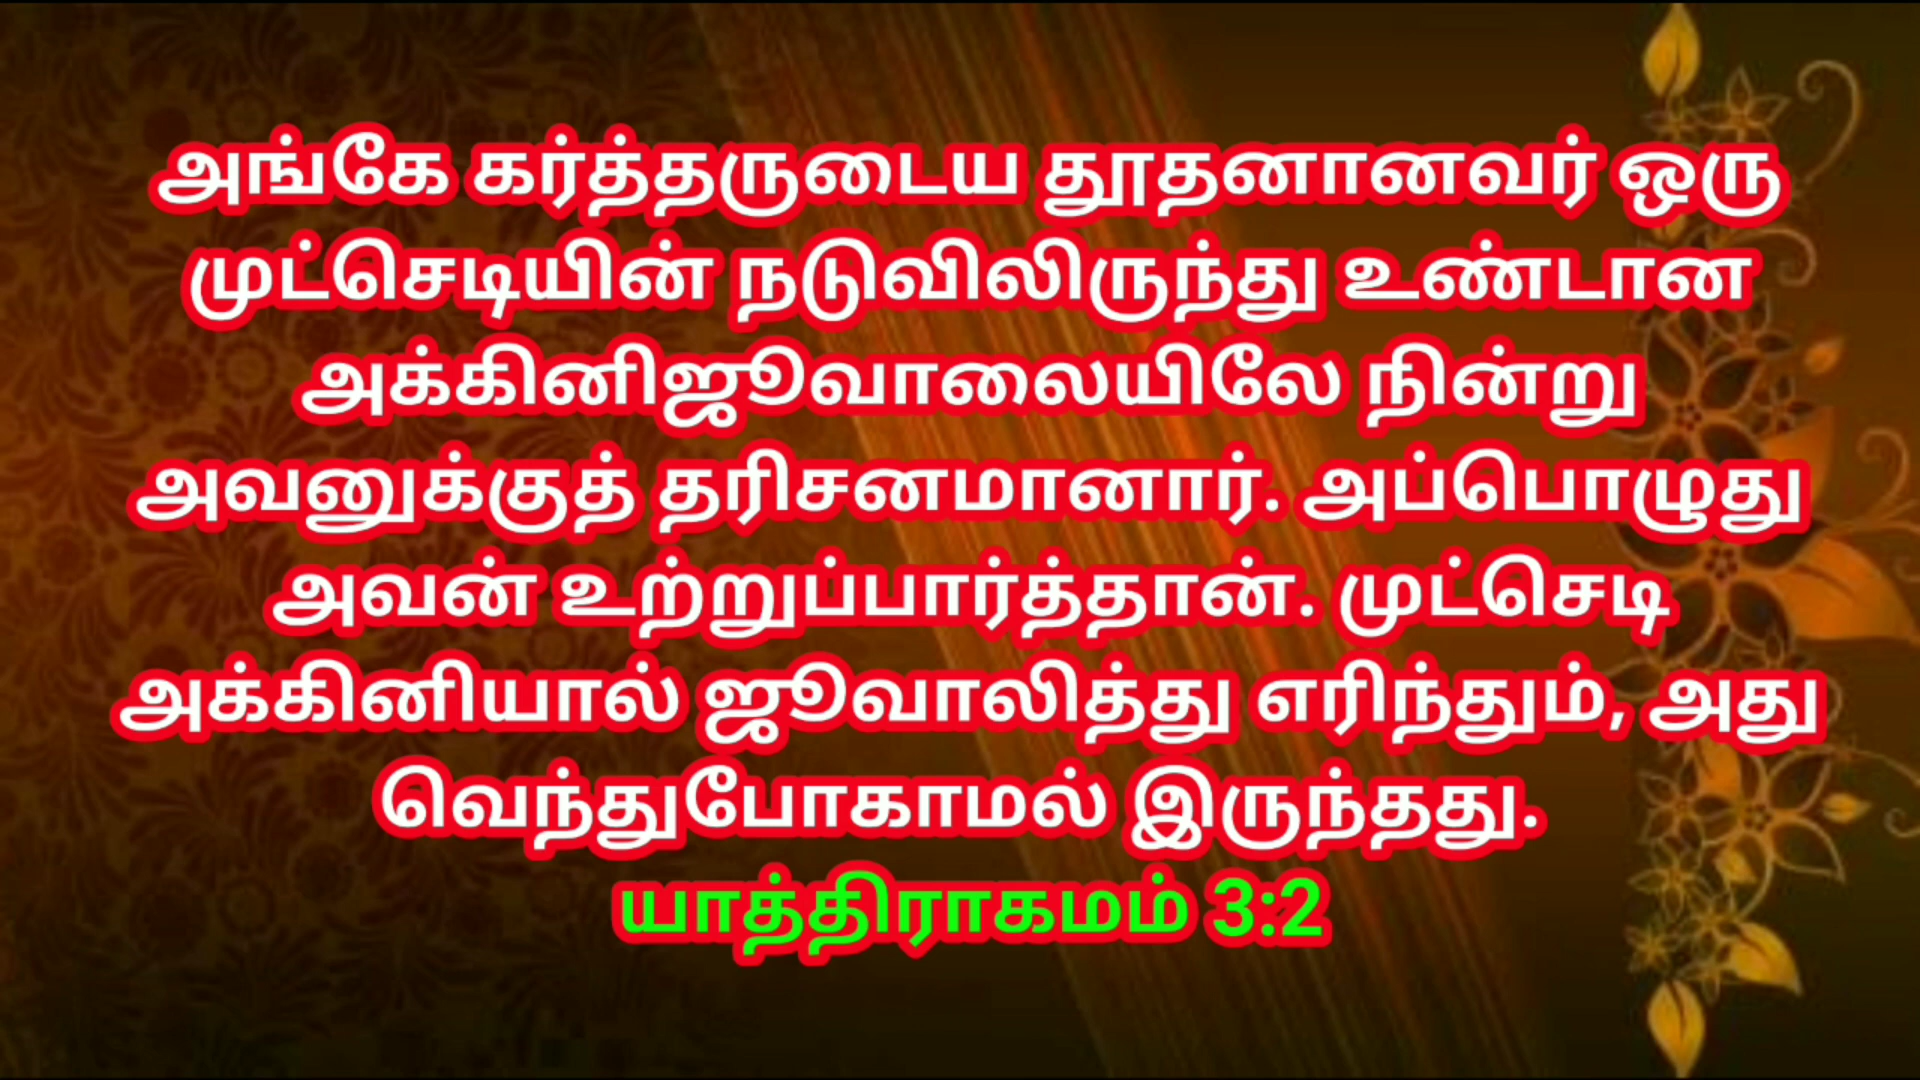 அங்கே கர்த்தருடைய தூதனானவர் ஒரு
முட்செடியின் நடுவிலிருந்து உண்டான
அக்கினிஜூவாலையிலே நின்று
அவனுக்குத் தரிசனமானார். அப்பொழுது
அவன் உற்றுப்பார்த்தான். முட்செடி
அக்கினியால் ஜூவாலித்து எரிந்தும், அது
வெந்துபோகாமல் இருந்தது.
யாத்திராகமம் 3:2